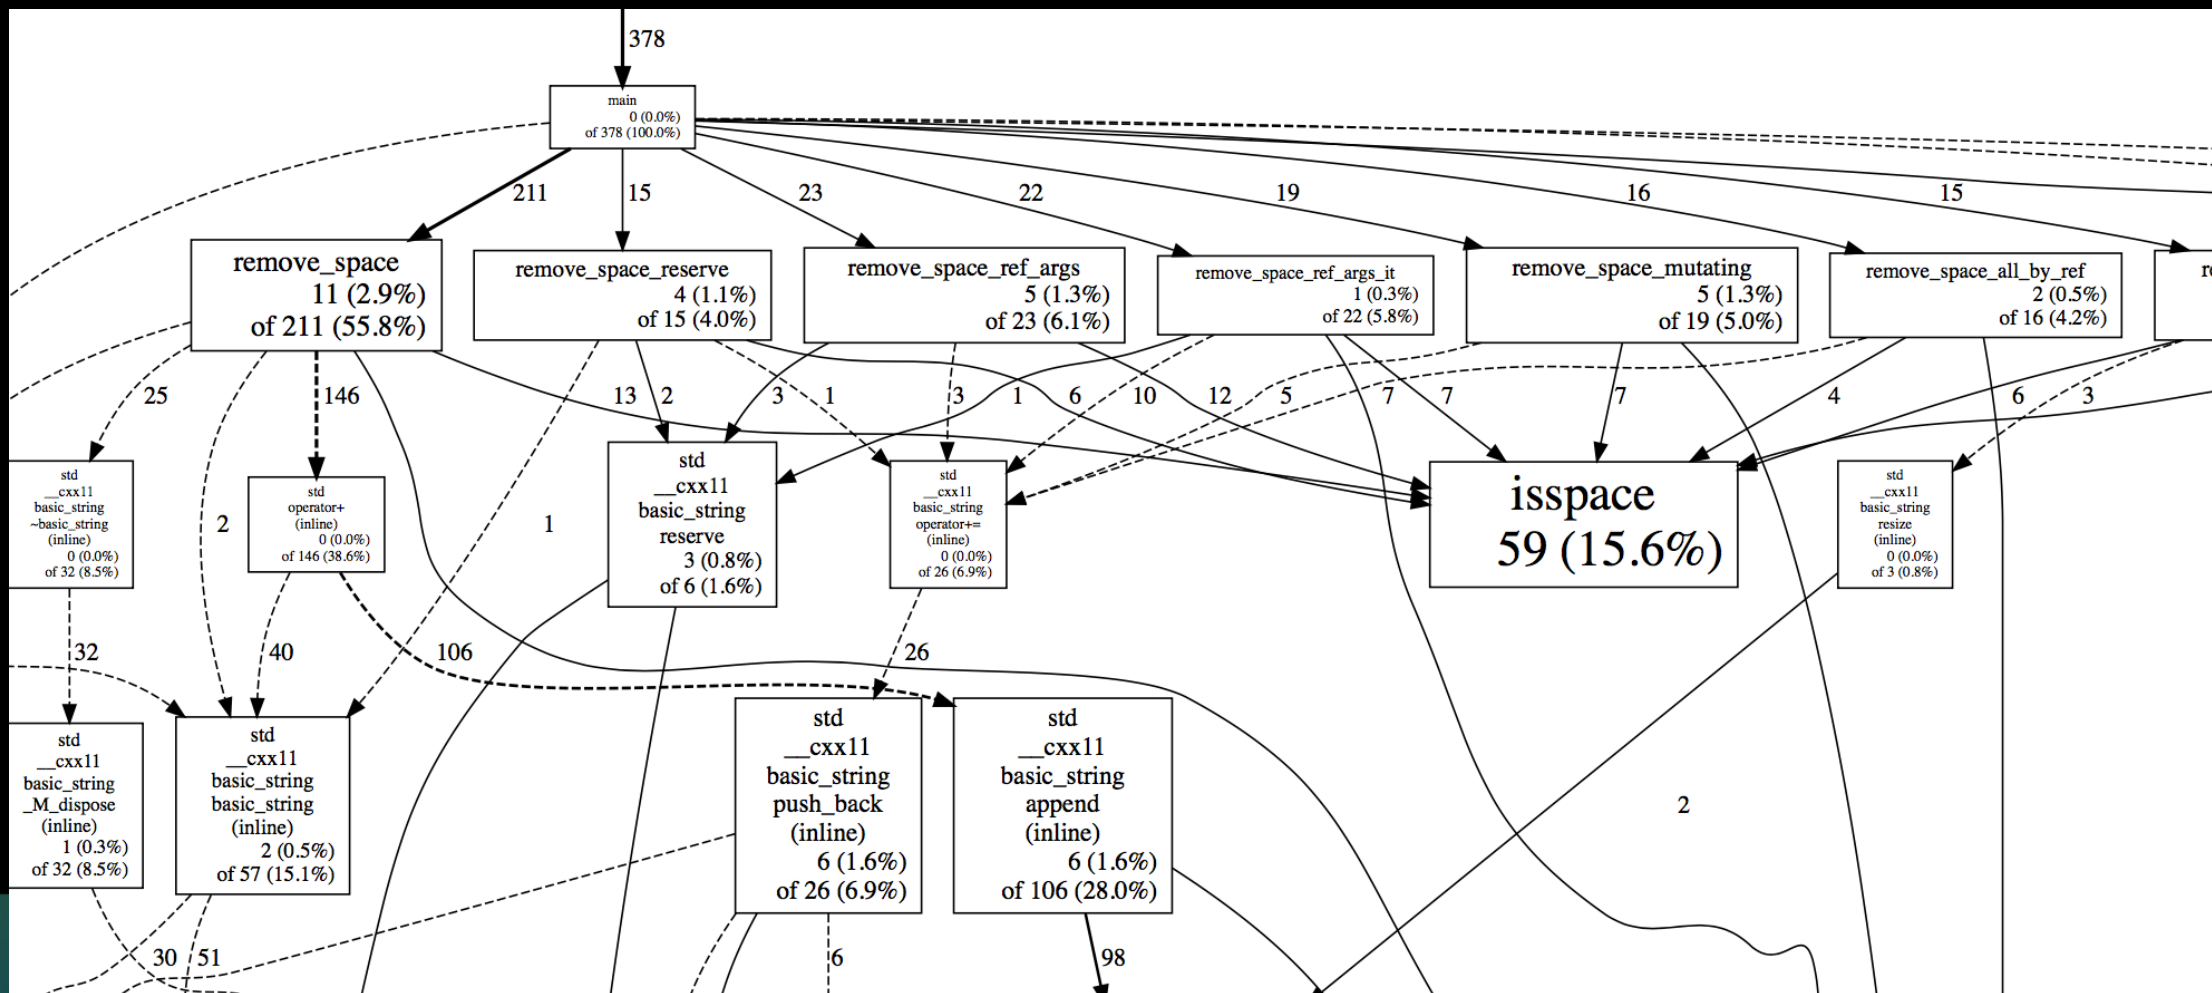 378
main
0 (0.0%)
of 378 (100.0%)
211
15
23
22
19
16
15
remove_space
11 (2.9%)
of 211 (55.8%)
remove_space_reserve
4 (1.1%)
of 15 (4.0%)
remove_space_ref_args
5 (1.3%)
of 23 (6.1%)
remove_space_ref_args_it
1 (0.3%)
of 22 (5.8%)
remove_space_mutating
5 (1.3%)
of 19 (5.0%)
remove_space_all_by_ref
2 (0.5%)
of 16 (4.2%)
25
146
13
2
3
1
3
1
6
10
12
5
7
7
7
4
6
3
std
__cxx11
basic_string
~basic_string
(inline)
0 (0.0%)
of 32 (8.5%)
2
std
operator+
(inline)
0 (0.0%)
of 146 (38.6%)
1
std
__cxx11
basic_string
reserve
3 (0.8%)
of 6 (1.6%)
std
__cxx11
basic_string
operator+=
(inline)
0 (0.0%)
of 26 (6.9%)
isspace
59 (15.6%)
std
__cxx11
basic_string
resize
(inline)
0 (0.0%)
of 3 (0.8%)
32
40
106
26
std
__cxx11
basic_string
_M_dispose
(inline)
1 (0.3%)
of 32 (8.5%)
std
__cxx11
basic_string
basic_string
(inline)
2 (0.5%)
of 57 (15.1%)
std
__cxx11
basic_string
push_back
(inline)
6 (1.6%)
of 26 (6.9%)
std
__cxx11
basic_string
append
(inline)
6 (1.6%)
of 106 (28.0%)
2
30
51
6
98